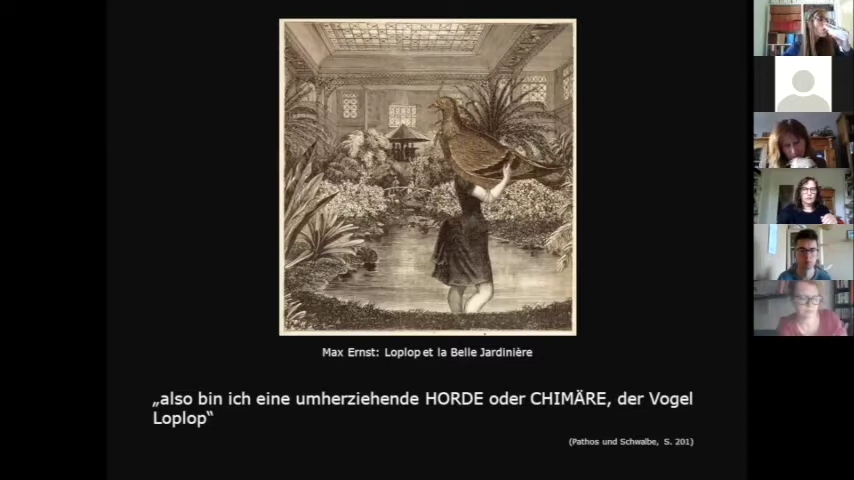 Max Ernst: Loplop et la Belle Jardinière
„also bin ich eine umherziehende HORDE oder CHIMÄRE, der Vogel
Loplop“
(Pathos und Schwalbe, S. 201)